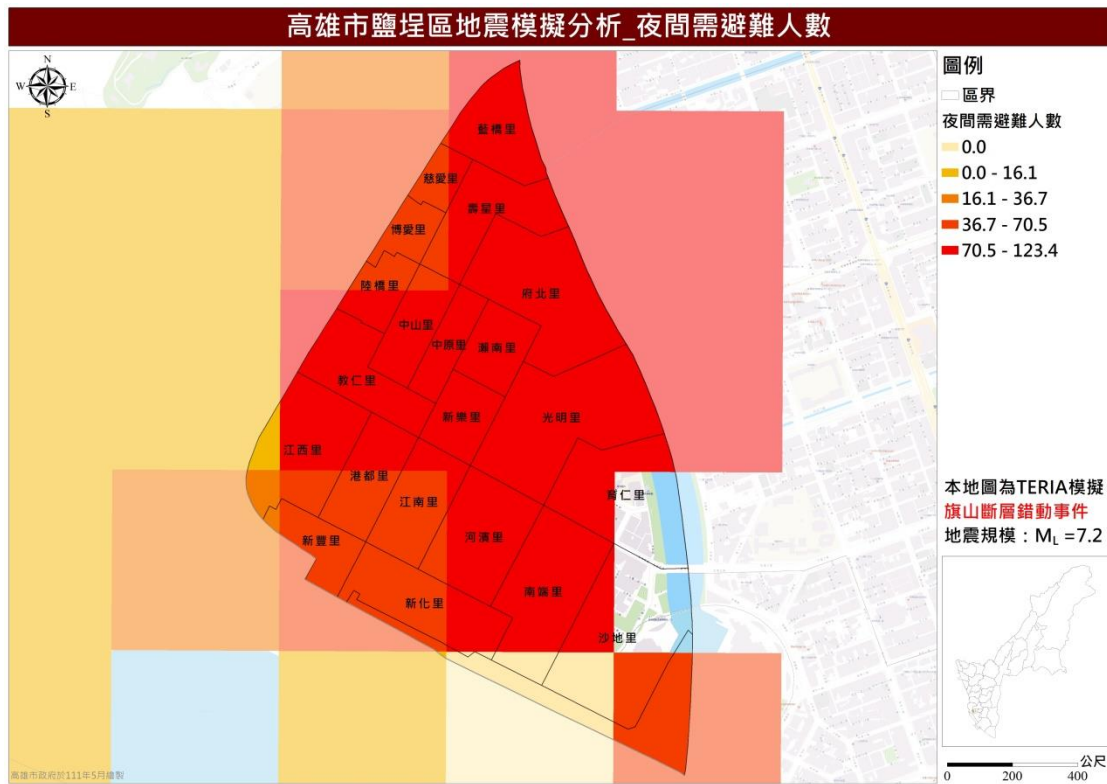 高雄市鹽埕區地震模擬分析_夜間需避難人數
N
W
E
S
圖例
區界
夜間需避難人數
0.0
0.0 - 16.1
16.1 - 36.7
36.7 - 70.5
70.5 - 123.4
藍橋里
慈愛里
壽星里
博愛里
陸橋里
府北里
中山里
中原里
瀨南里
教仁里
新樂里
光明里
江西里
港都里
江南里
育仁里
河濱里
新豐里
南端里
新化里
沙地里
本地圖為TERIA模擬
旗山斷層錯動事件
地震規模：ML =7.2
公尺
0
200
400
高雄市政府於111年5月繪製